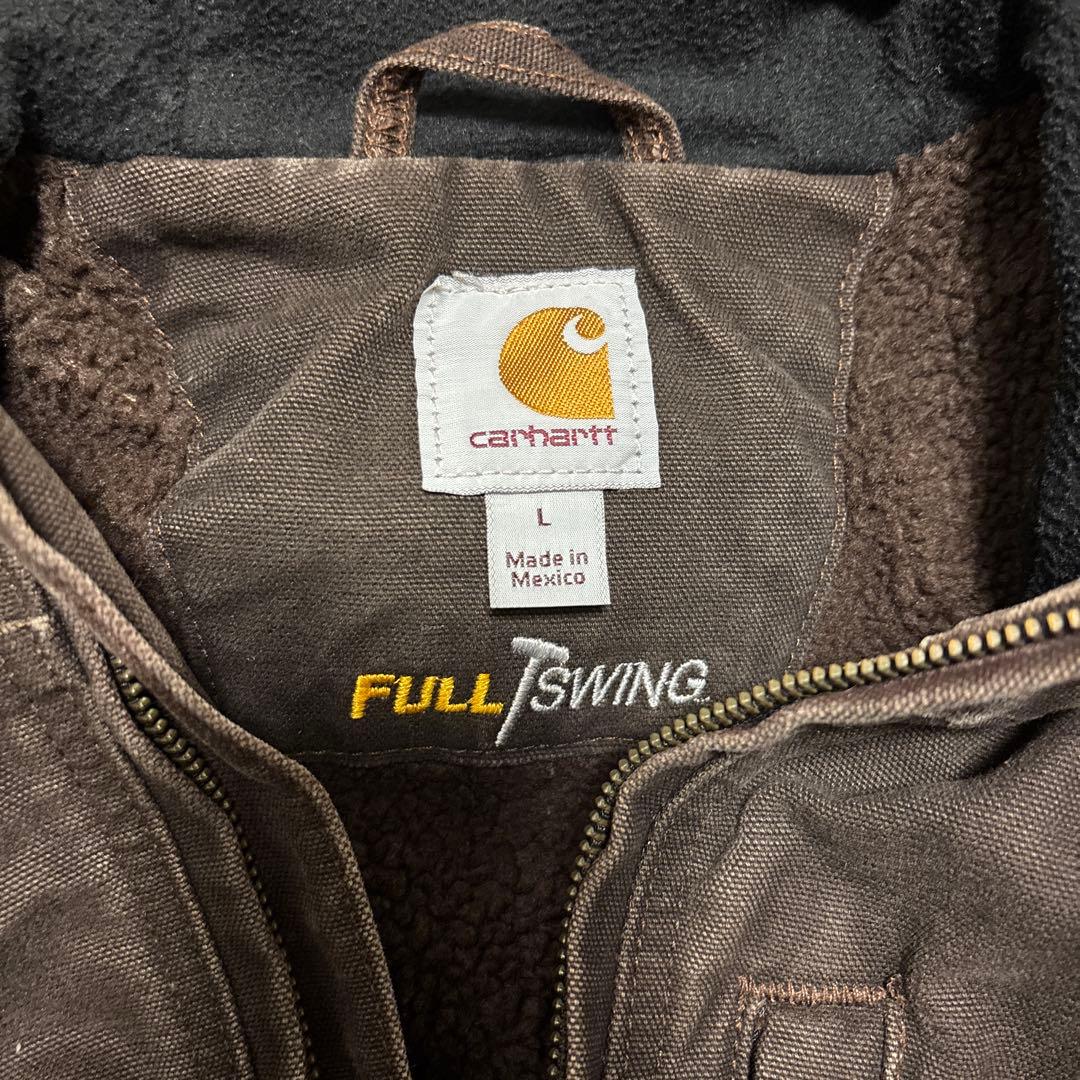 carhartt
L
Made in
Mexico
FULL SWING